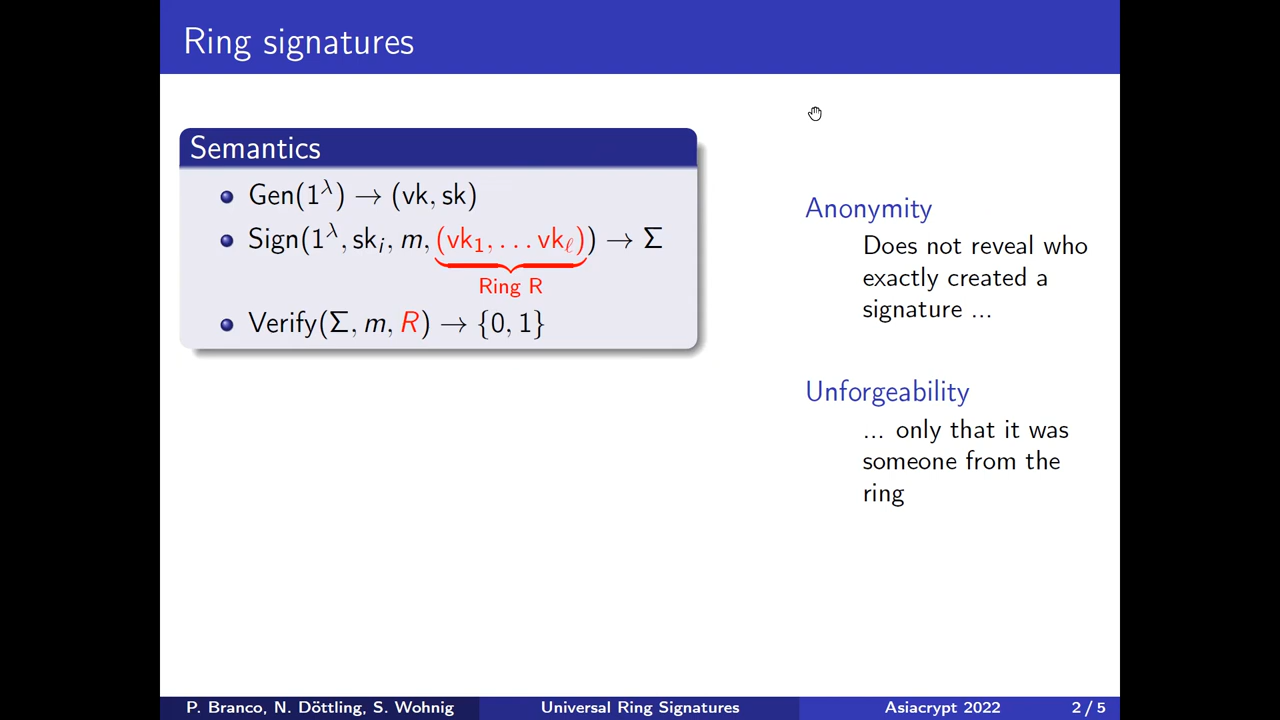 Ring signatures
Semantics
Gen(1^λ) → (vk, sk)
Sign(1^λ, sk_i, m, (vk_1, ... vk_ℓ)) → Σ
Ring R
Verify(Σ, m, R) → {0, 1}
Anonymity
Does not reveal who
exactly created a
signature ...
Unforgeability
... only that it was
someone from the
ring
P. Branco, N. Döttling, S. Wohnig
Universal Ring Signatures
Asiacrypt 2022
2 / 5